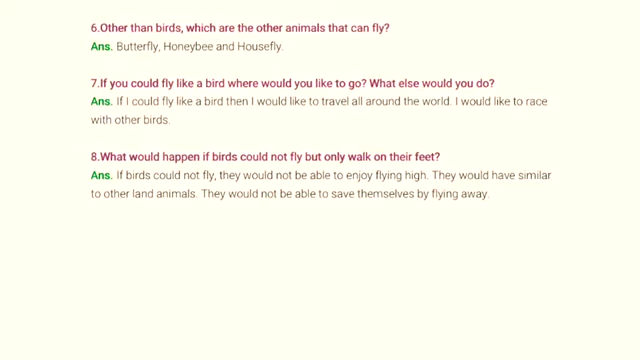 6.Other than birds, which are the other animals that can fly?
Ans. Butterfly, Honeybee and Housefly.
7.If you could fly like a bird where would you like to go? What else would you do?
Ans. If I could fly like a bird then I would like to travel all around the world. I would like to race
with other birds.
8.What would happen if birds could not fly but only walk on their feet?
Ans. If birds could not fly, they would not be able to enjoy flying high. They would have similar
to other land animals. They would not be able to save themselves by flying away.